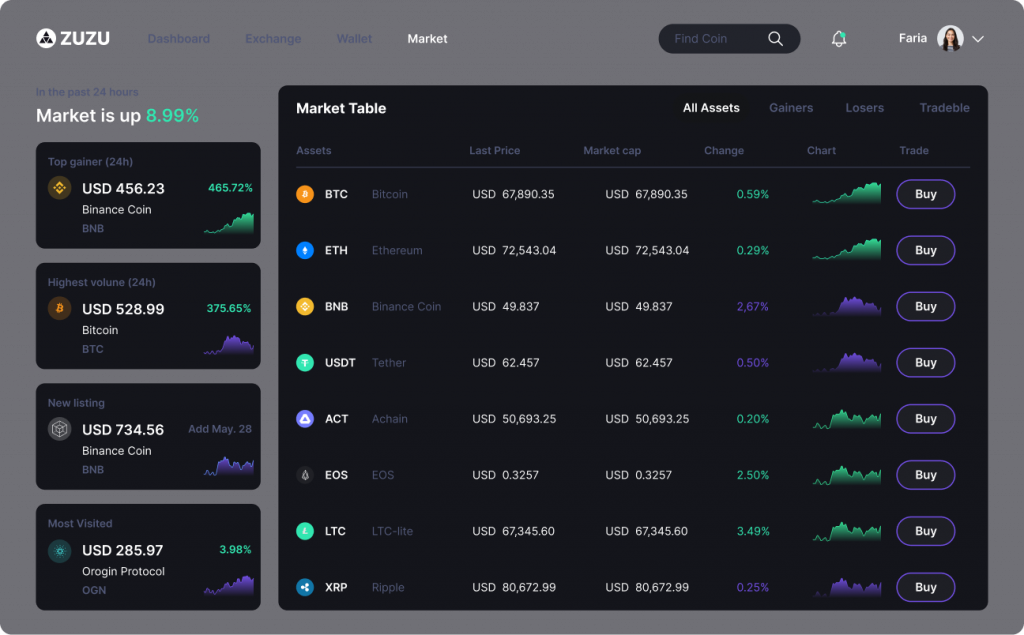 ZUZU Dashboard Exchange Wallet Market Find Coin Faria
In the past 24 hours
Market is up 8.99%
Top gainer (24h)
USD 456.23 465.72%
Binance Coin
BNB
Highest volune (24h)
USD 528.99 375.65%
Bitcoin
BTC
New listing
USD 734.56 Add May. 28
Binance Coin
BNB
Most Visited
USD 285.97 3.98%
Orogin Protocol
OGN
Market Table All Assets Gainers Losers Tradeble
Assets Last Price Market cap Change Chart Trade
BTC Bitcoin USD 67,890.35 USD 67,890.35 0.59% Buy
ETH Ethereum USD 72,543.04 USD 72,543.04 0.29% Buy
BNB Binance Coin USD 49.837 USD 49.837 2,67% Buy
USDT Tether USD 62.457 USD 62.457 0.50% Buy
ACT Achain USD 50,693.25 USD 50,693.25 0.20% Buy
EOS EOS USD 0.3257 USD 0.3257 2.50% Buy
LTC LTC-lite USD 67,345.60 USD 67,345.60 3.49% Buy
XRP Ripple USD 80,672.99 USD 80,672.99 0.25% Buy